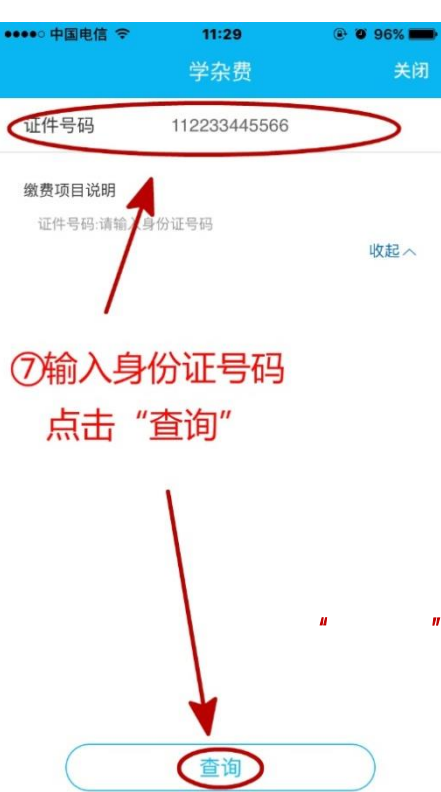 中国电信 11:29 96%
学杂费 关闭
证件号码 112233445566
缴费项目说明
证件号码:请输入身份证号码
收起
⑦输入身份证号码
点击“查询”
“ ”
查询